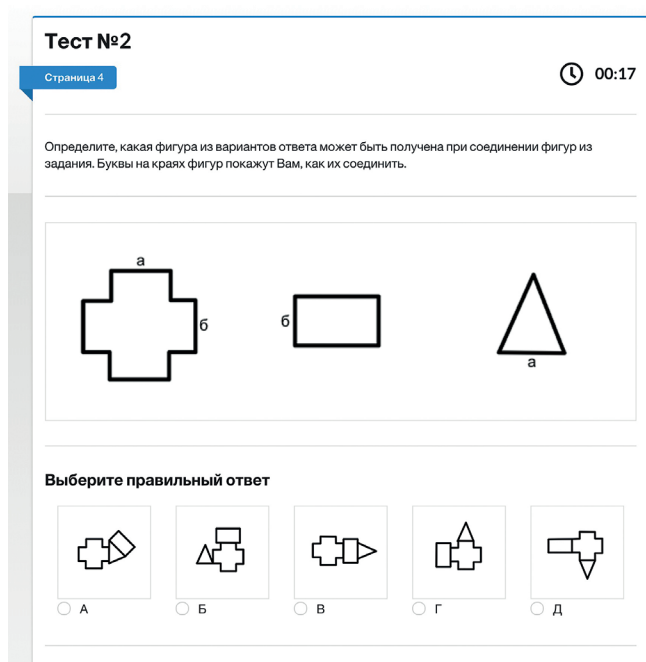 Тест №2
Страница 4
00:17
Определите, какая фигура из вариантов ответа может быть получена при соединении фигур из
задания. Буквы на краях фигур покажут Вам, как их соединить.
а
б
б
а
Выберите правильный ответ
А
Б
В
Г
Д